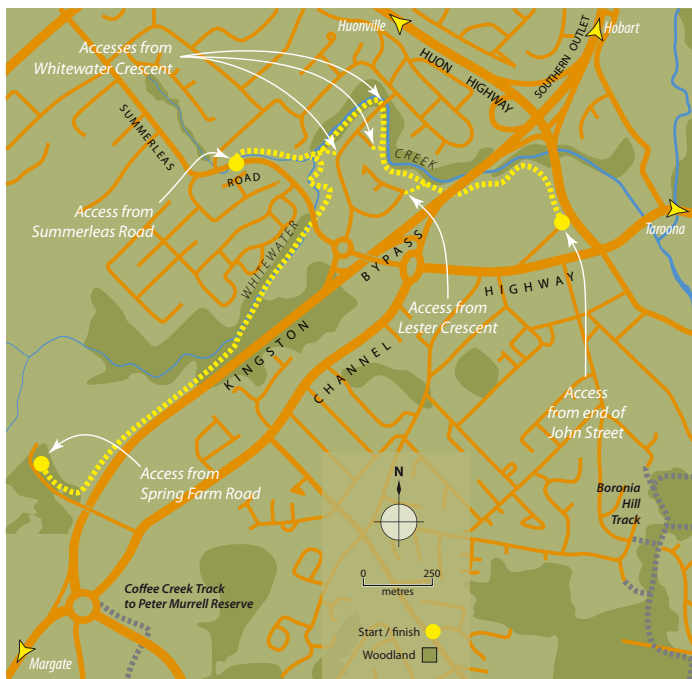 Huonville
Hobart
Accesses from
Whitewater Crescent
HUON
HIGHWAY
SOUTHERN OUTLET
SUMMERLEAS
ROAD
CREEK
Access from
Summerleas Road
WHITEWATER
Taroona
BYPASS
HIGHWAY
Access from
Lester Crescent
KINGSTON
CHANNEL
Access
from end of
John Street
Access from
Spring Farm Road
N
Boronia
Hill
Track
0 250
metres
Coffee Creek Track
to Peter Murrell Reserve
Start / finish
Woodland
Margate